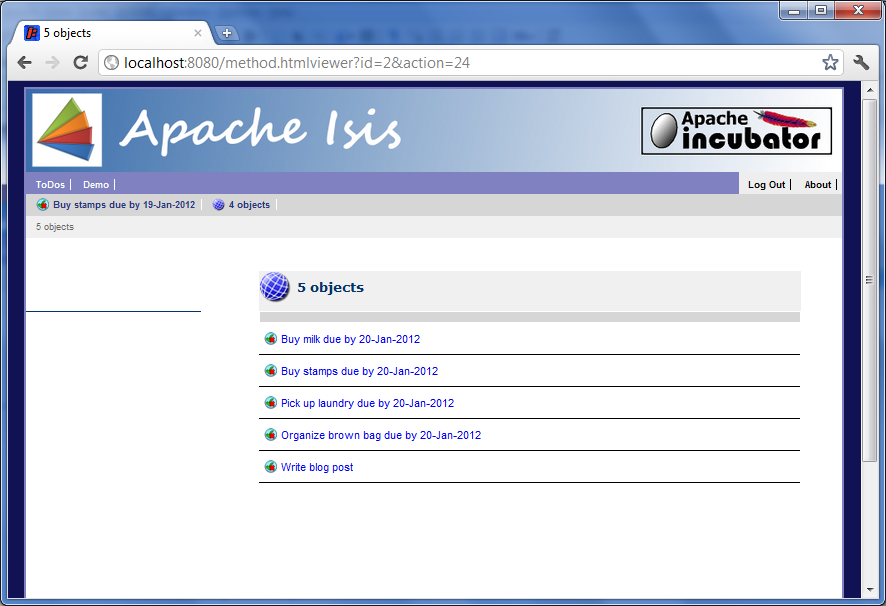 5 objects
localhost:8080/method.htmlviewer?id=2&action=24
Apache Isis
Apache
incubator
ToDos | Demo | Log Out | About |
Buy stamps due by 19-Jan-2012 | 4 objects |
5 objects
5 objects
Buy milk due by 20-Jan-2012
Buy stamps due by 20-Jan-2012
Pick up laundry due by 20-Jan-2012
Organize brown bag due by 20-Jan-2012
Write blog post